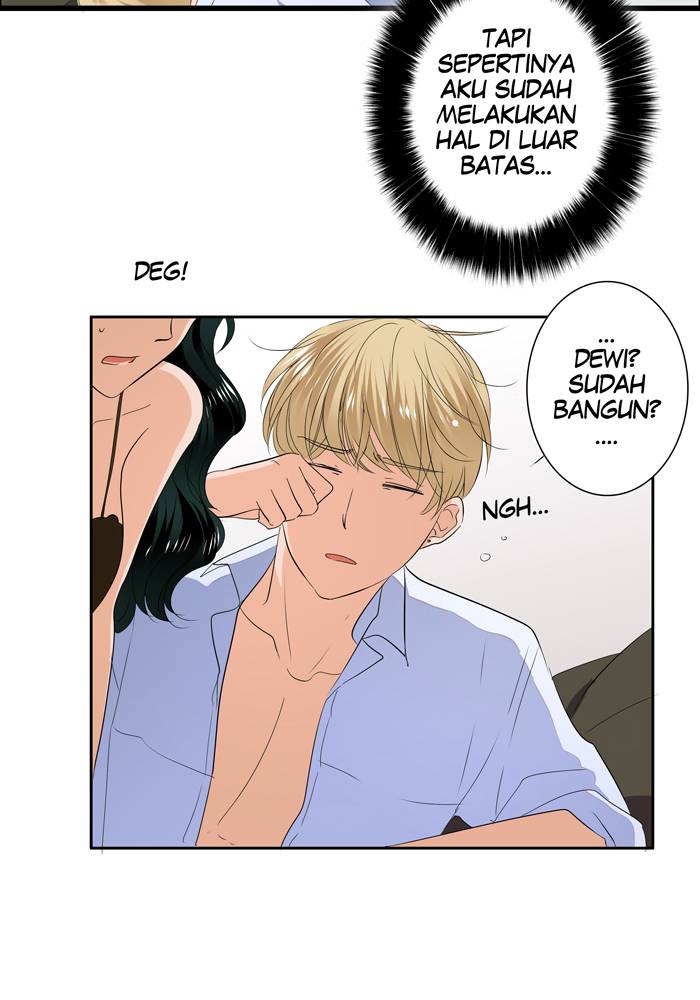 TAPI
SEPERTINYA
AKU SUDAH
MELAKUKAN
HAL DI LUAR
BATAS...
DEG!
...
DEWI?
SUDAH
BANGUN?
....
NGH...